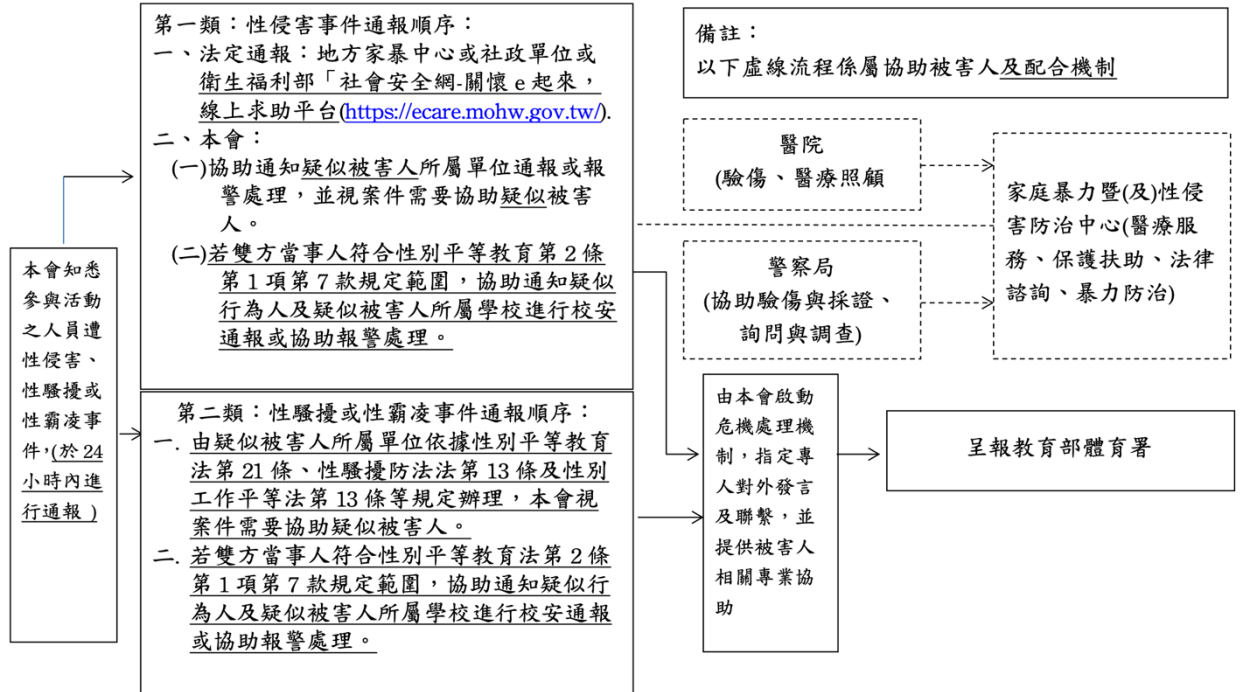 本會知悉
參與活動
之人員遭
性侵害、
性騷擾或
性霸凌事
件,(於 24
小時內進
行通報 )
第一類：性侵害事件通報順序：
一、法定通報：地方家暴中心或社政單位或
衛生福利部「社會安全網-關懷 e 起來，
線上求助平台(https://ecare.mohw.gov.tw/).
二、本會：
(一)協助通知疑似被害人所屬單位通報或報
警處理，並視案件需要協助疑似被害
人。
(二)若雙方當事人符合性別平等教育第 2 條
第 1 項第 7 款規定範圍，協助通知疑似
行為人及疑似被害人所屬學校進行校安
通報或協助報警處理。
第二類：性騷擾或性霸凌事件通報順序：
一. 由疑似被害人所屬單位依據性別平等教育
法第 21 條、性騷擾防法法第 13 條及性別
工作平等法第 13 條等規定辦理，本會視
案件需要協助疑似被害人。
二. 若雙方當事人符合性別平等教育法第 2 條
第 1 項第 7 款規定範圍，協助通知疑似行
為人及疑似被害人所屬學校進行校安通報
或協助報警處理。
備註：
以下虛線流程係屬協助被害人及配合機制
醫院
(驗傷、醫療照顧
警察局
(協助驗傷與採證、
詢問與調查)
家庭暴力暨(及)性侵
害防治中心(醫療服
務、保護扶助、法律
諮詢、暴力防治)
由本會啟動
危機處理機
制，指定專
人對外發言
及聯繫，並
提供被害人
相關專業協
助
呈報教育部體育署